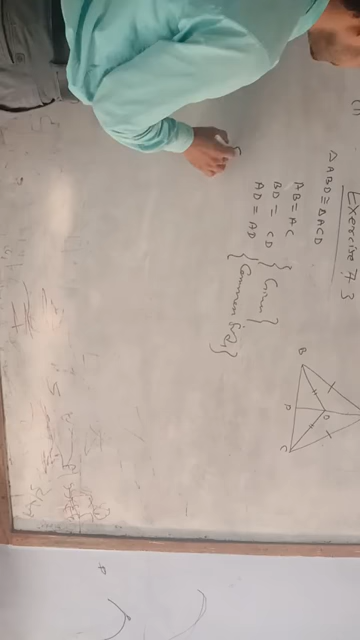 Exercise 7.3
(i)
△ABD ≅ △ACD
AB = AC
BD = CD } {Given}
AD = AD {Common side}
B
D
P
C